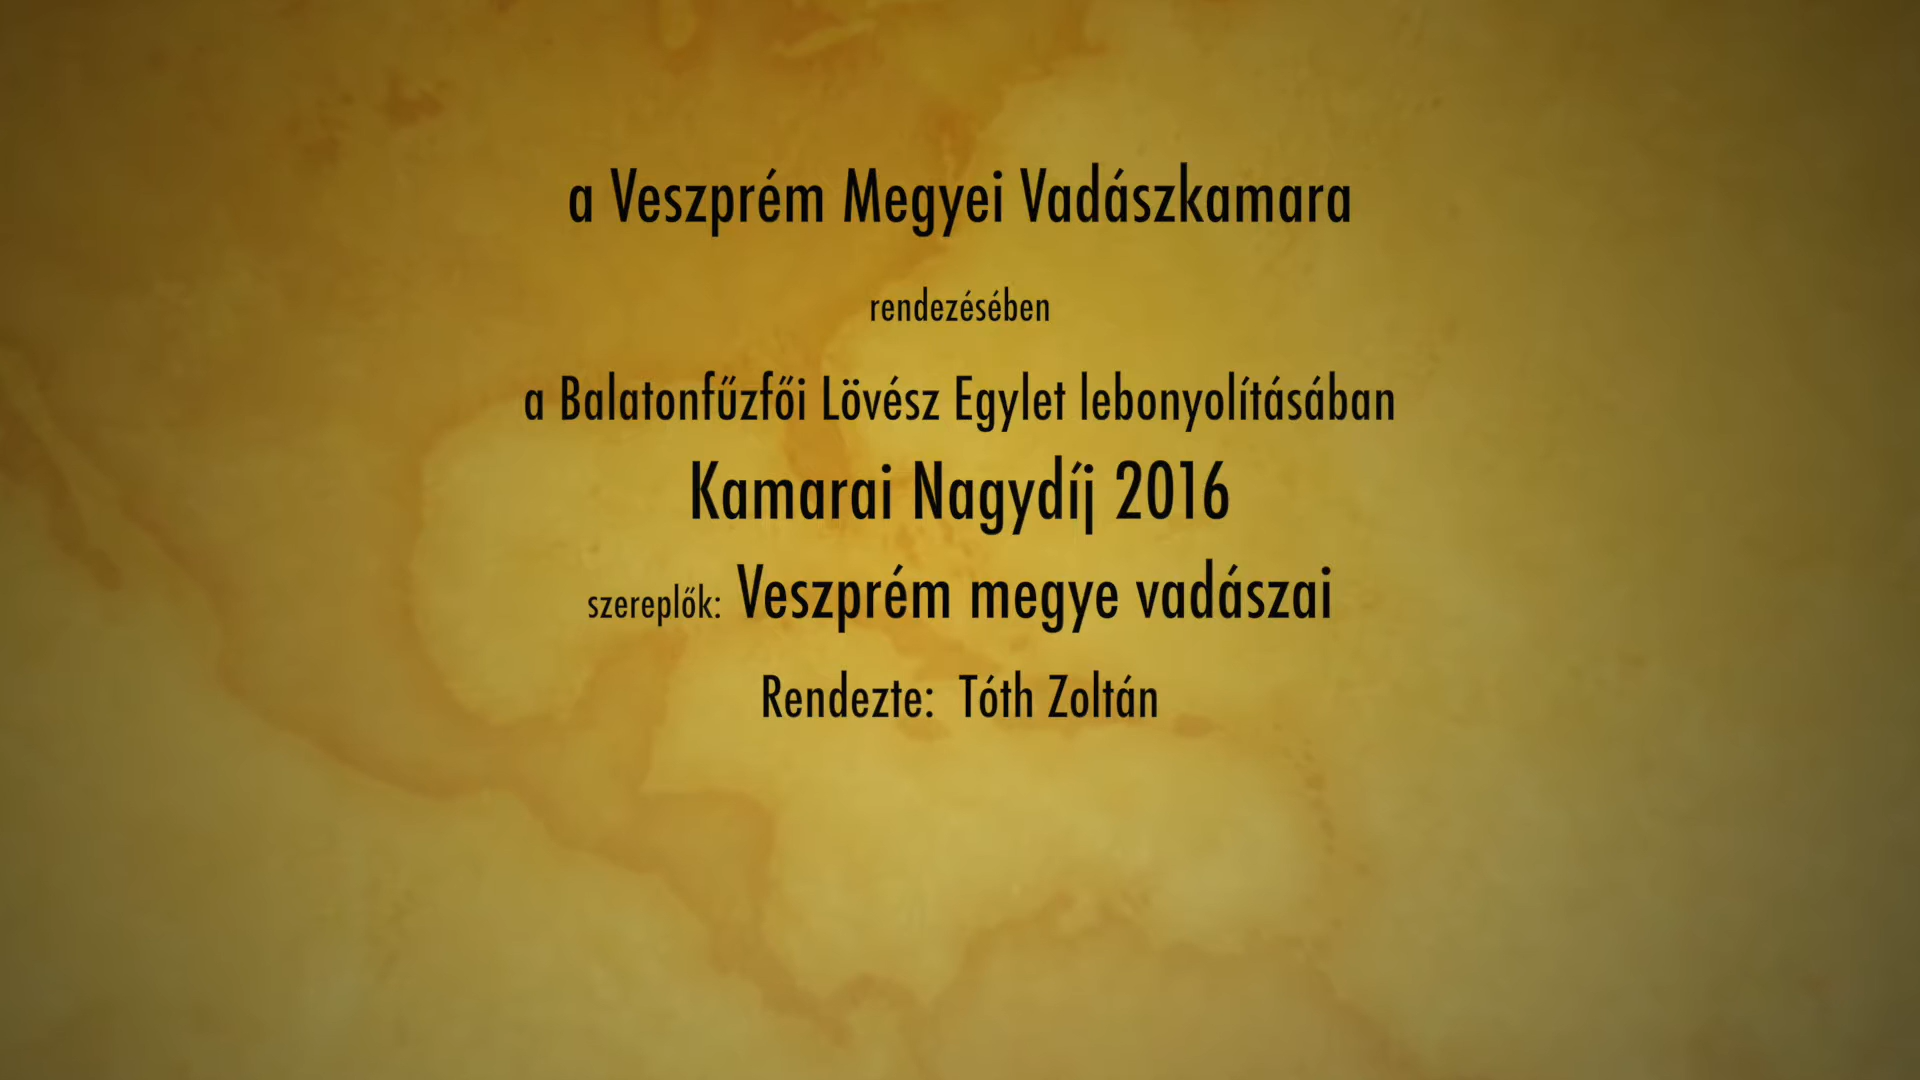 a Veszprém Megyei Vadászkamara
rendezésében
a Balatonfűzfői Lövész Egylet lebonyolításában
Kamarai Nagydíj 2016
szereplők: Veszprém megye vadászai
Rendezte: Tóth Zoltán